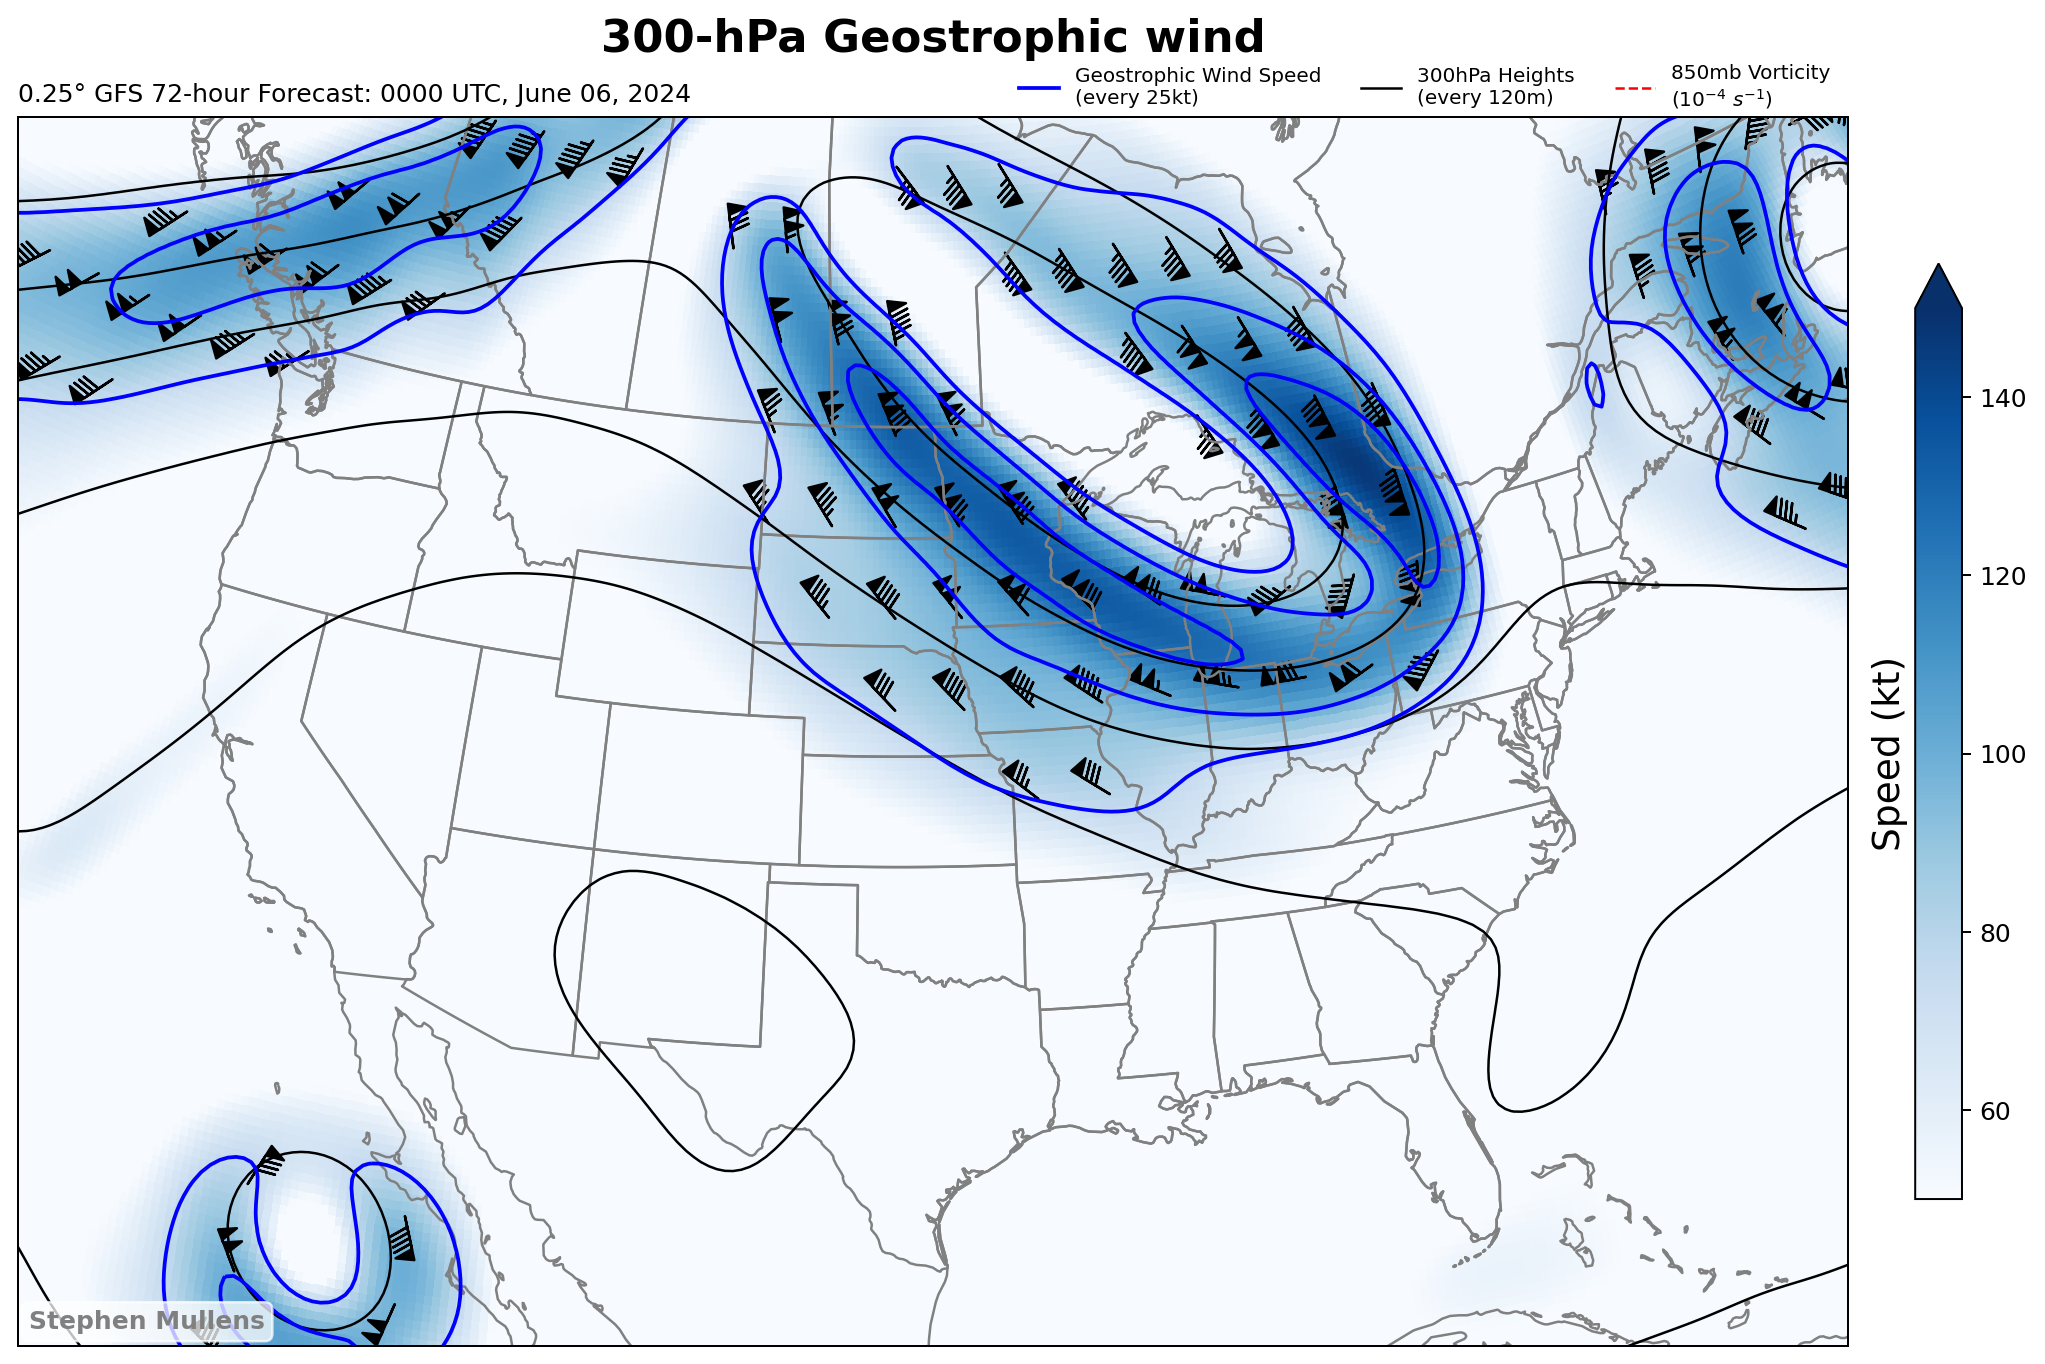 300-hPa Geostrophic wind
0.25° GFS 72-hour Forecast: 0000 UTC, June 06, 2024
Geostrophic Wind Speed
(every 25kt)
300hPa Heights
(every 120m)
850mb Vorticity
(10⁻⁴ s⁻¹)
140
120
100
80
60
Speed (kt)
Stephen Mullens